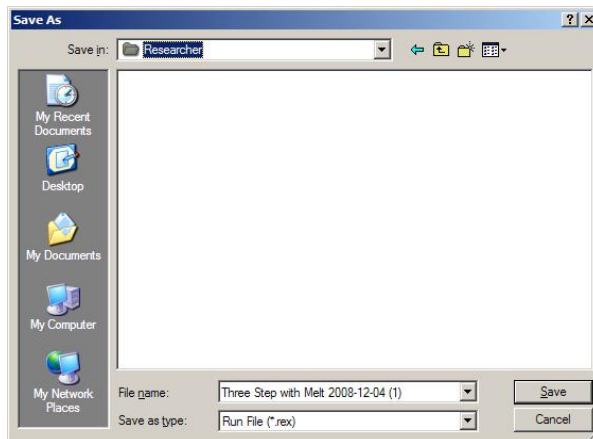 Save As
Save in:
Researcher
My Recent
Documents
Desktop
My Documents
My Computer
My Network
Places
File name:
Three Step with Melt 2008-12-04 (1)
Save
Save as type:
Run File (*.rex)
Cancel